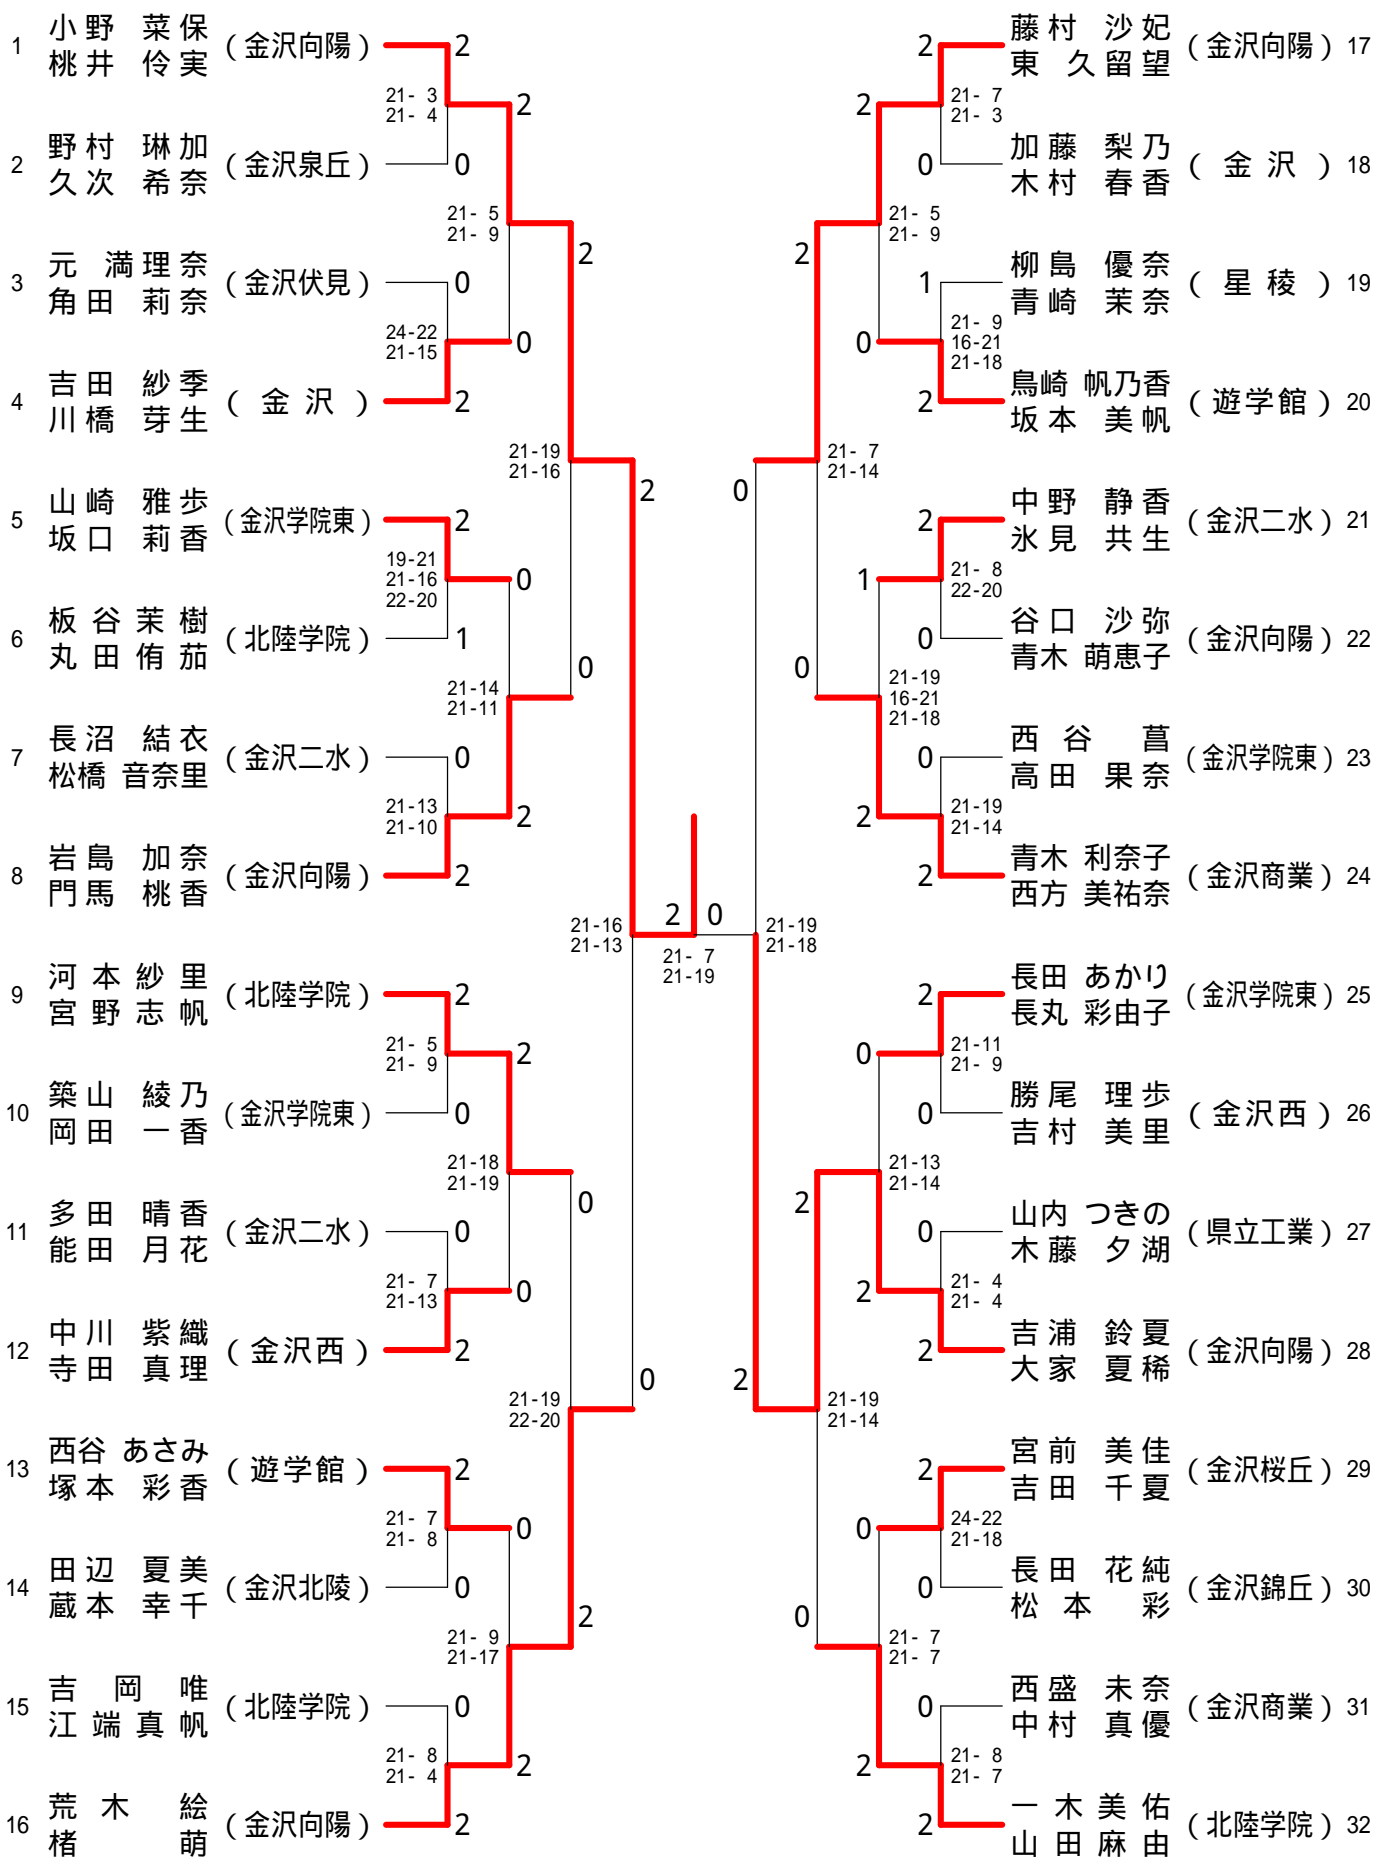 1 小野 菜保 (金沢向陽) 2
桃井 伶実
21- 3
21- 4
2
2 野村 琳加 (金沢泉丘) 0
久次 希奈
21- 5
21- 9
2
3 元 満理奈 (金沢伏見) 0
角田 莉奈
24-22
21-15
0
4 吉田 紗季 (金沢) 2
川橋 芽生
21-19
21-16
2
5 山崎 雅歩 (金沢学院東) 2
坂口 莉香
19-21
21-16
22-20
0
6 板谷茉樹 (北陸学院) 1
丸田侑茄
21-14
21-11
0
7 長沼 結衣 (金沢二水) 0
松橋 音奈里
21-13
21-10
2
8 岩島 加奈 (金沢向陽) 2
門馬 桃香
21-16
21-13
2 0
21- 7
21-19
9 河本紗里 (北陸学院) 2
宮野志帆
21- 5
21- 9
2
10 築山 綾乃 (金沢学院東) 0
岡田 一香
21-18
21-19
0
11 多田 晴香 (金沢二水) 0
能田 月花
21- 7
21-13
0
12 中川 紫織 (金沢西) 2
寺田 真理
21-19
22-20
0
13 西谷 あさみ (遊学館) 2
塚本 彩香
21- 7
21- 8
0
14 田辺 夏美 (金沢北陵) 0
蔵本 幸千
21- 9
21-17
2
15 吉岡 唯 (北陸学院) 0
江端真帆
21- 8
21- 4
2
16 荒木 絵 (金沢向陽) 2
楮 萌
2 藤村 沙妃 (金沢向陽) 17
東 久留望
2
21- 7
21- 3
0 加藤 梨乃 (金沢) 18
木村 春香
2
21- 5
21- 9
1 柳島 優奈 (星稜) 19
青崎 茉奈
0
21- 9
16-21
21-18
2 鳥崎 帆乃香 (遊学館) 20
坂本 美帆
0
21- 7
21-14
2 中野 静香 (金沢二水) 21
氷見 共生
1
21- 8
22-20
0 谷口 沙弥 (金沢向陽) 22
青木 萌恵子
0
21-19
16-21
21-18
0 西谷 菖 (金沢学院東) 23
高田 果奈
2
21-19
21-14
2 青木 利奈子 (金沢商業) 24
西方 美祐奈
21-19
21-18
2 長田 あかり (金沢学院東) 25
長丸 彩由子
0
21-11
21- 9
0 勝尾 理歩 (金沢西) 26
吉村 美里
2
21-13
21-14
0 山内 つきの (県立工業) 27
木藤 夕湖
2
21- 4
21- 4
2 吉浦 鈴夏 (金沢向陽) 28
大家 夏稀
2
21-19
21-14
2 宮前 美佳 (金沢桜丘) 29
吉田 千夏
0
24-22
21-18
0 長田 花純 (金沢錦丘) 30
松本 彩
0
21- 7
21- 7
0 西盛 未奈 (金沢商業) 31
中村 真優
2
21- 8
21- 7
2 一木美佑 (北陸学院) 32
山田麻由